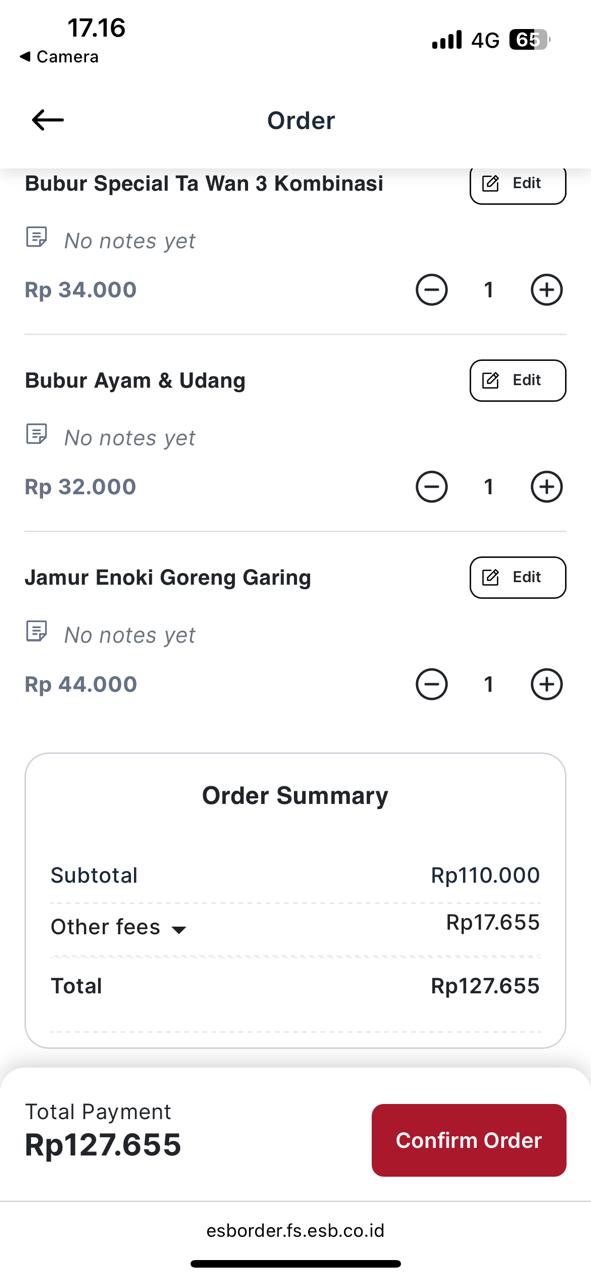 17.16
4G 65
◀ Camera
Order
Bubur Special Ta Wan 3 Kombinasi
Edit
No notes yet
Rp 34.000
1
Bubur Ayam & Udang
Edit
No notes yet
Rp 32.000
1
Jamur Enoki Goreng Garing
Edit
No notes yet
Rp 44.000
1
Order Summary
Subtotal Rp110.000
Other fees Rp17.655
Total Rp127.655
Total Payment
Rp127.655
Confirm Order
esborder.fs.esb.co.id